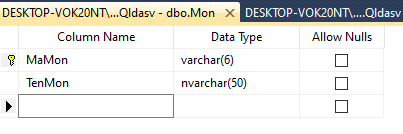 DESKTOP-VOK20NT\...Qldasv - dbo.Mon
DESKTOP-VOK20NT\....Qldasv
Column Name Data Type Allow Nulls
MaMon varchar(6)
TenMon nvarchar(50)